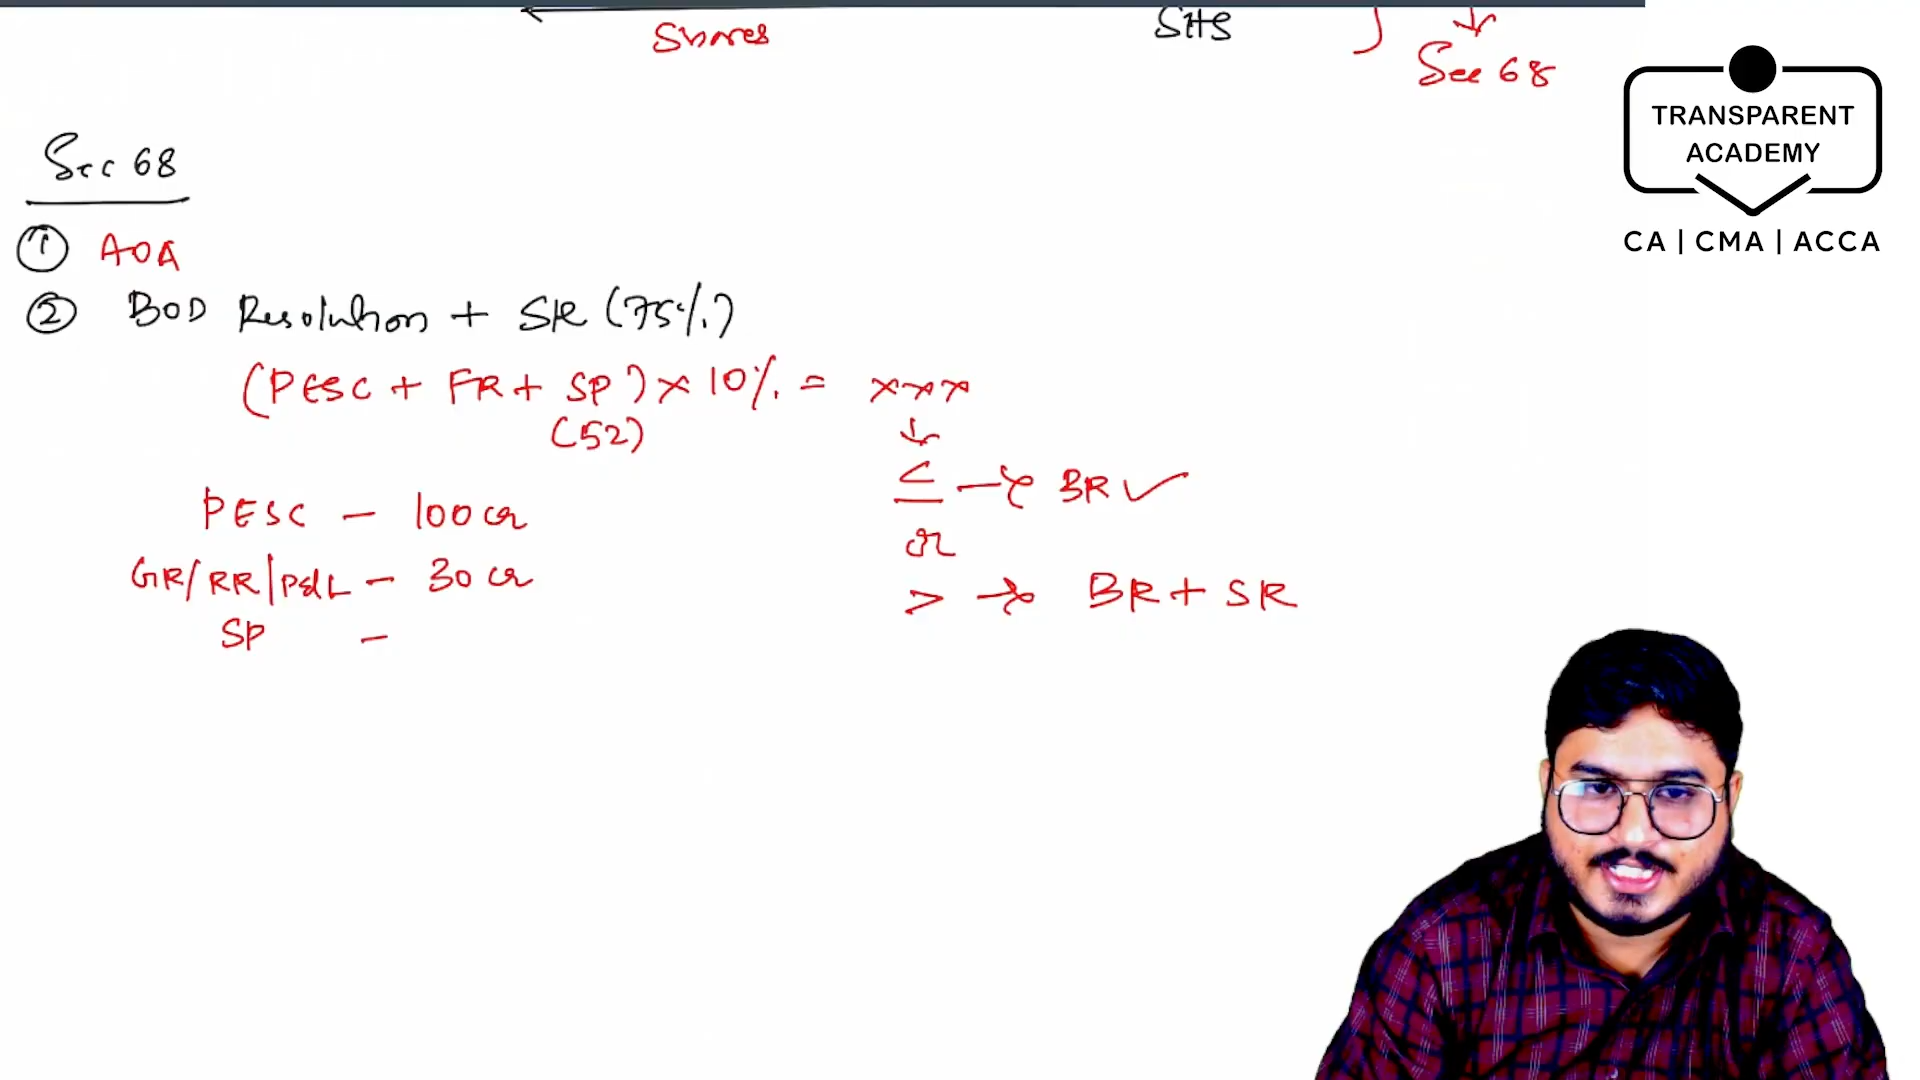 Shares SHS
Sec 68
TRANSPARENT
ACADEMY
CA | CMA | ACCA
Sec 68
① AOA
② BOD Resolution + SR (75%)
(PESC + FR + SP) × 10% = xxx
(52)
≤ → BR ✓
PESC – 100 cr
or
GR/RR/P&L – 30 cr
> → BR + SR
SP –